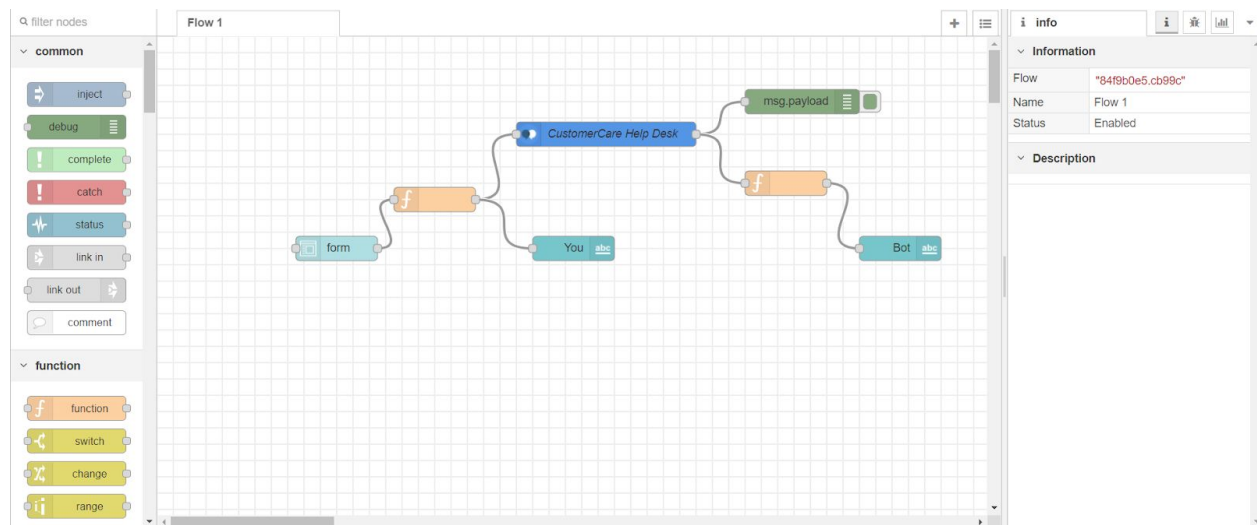 filter nodes
Flow 1
i info
i
common
inject
debug
complete
catch
status
link in
link out
comment
function
function
switch
change
range
msg.payload
CustomerCare Help Desk
form
You abc
Bot abc
Information
Flow "84f9b0e5.cb99c"
Name Flow 1
Status Enabled
Description